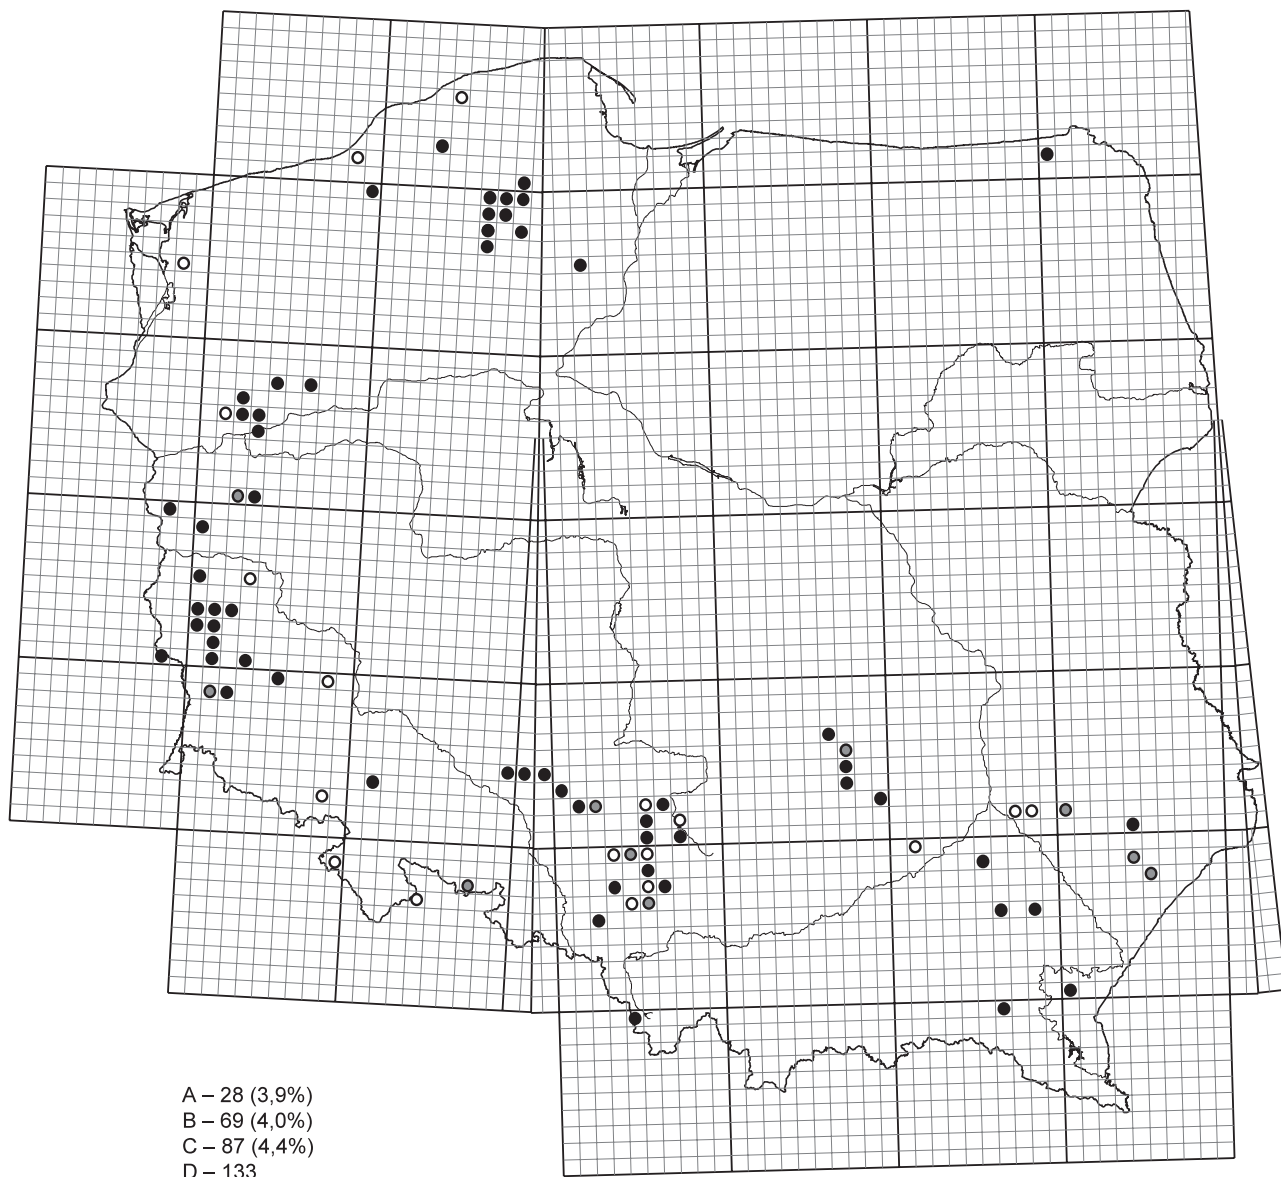 A – 28 (3,9%)
B – 69 (4,0%)
C – 87 (4,4%)
D – 133